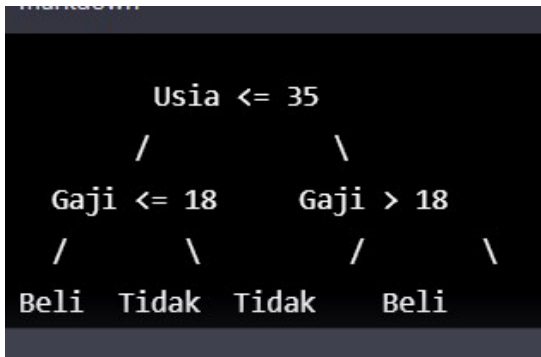 Usia <= 35
/ \
Gaji <= 18 Gaji > 18
/ \ / \
Beli Tidak Tidak Beli